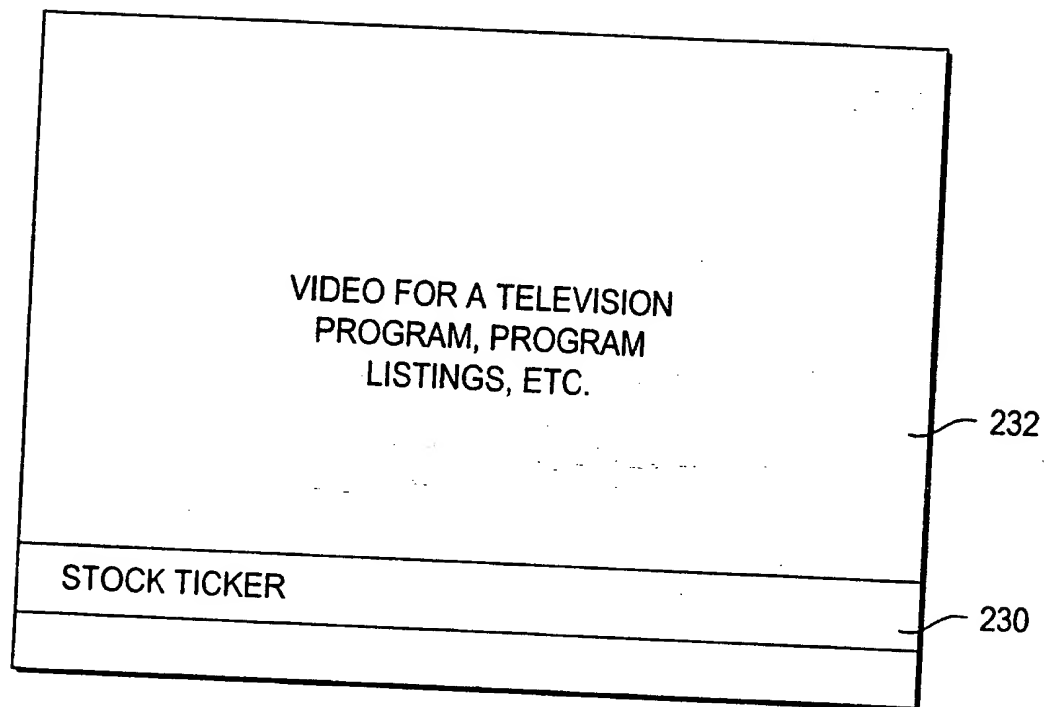 VIDEO FOR A TELEVISION
PROGRAM, PROGRAM
LISTINGS, ETC.
232
STOCK TICKER
230